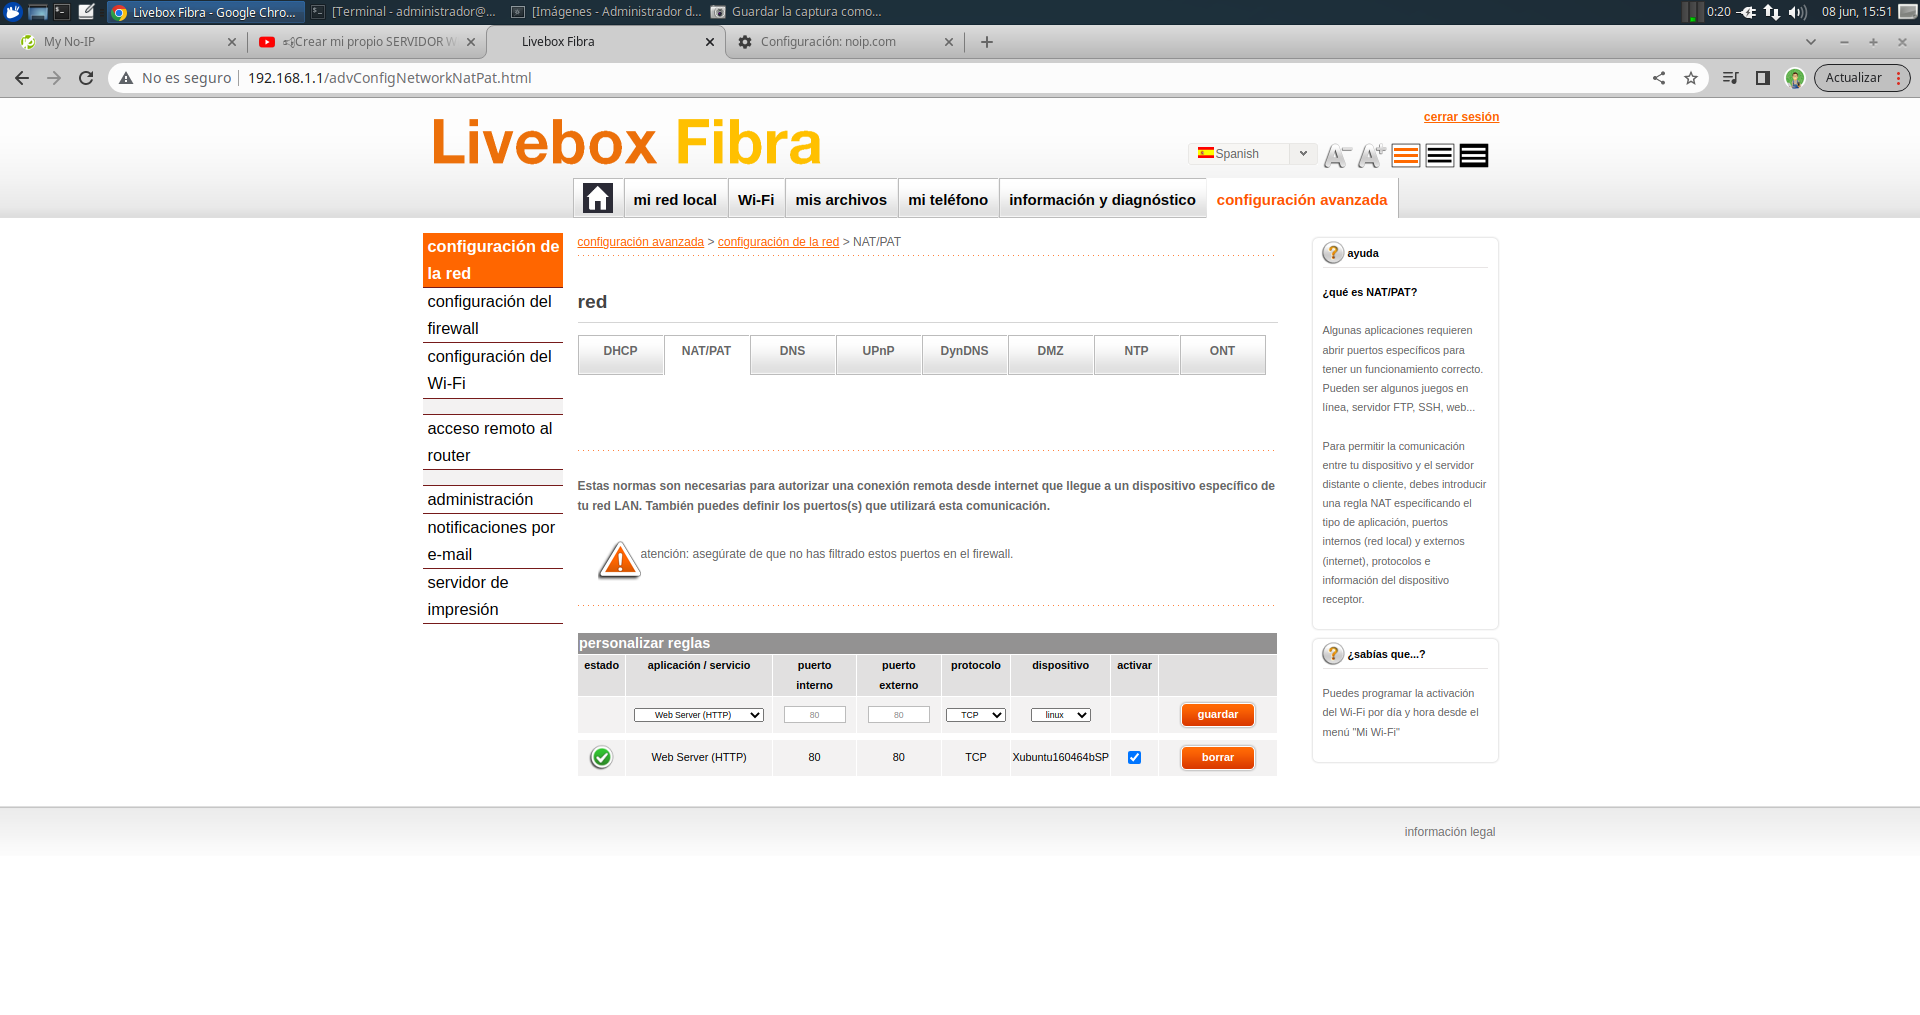 Livebox Fibra - Google Chro...
[Terminal - administrador@...
[Imágenes - Administrador d...
Guardar la captura como...
0:20
08 jun, 15:51
My No-IP
Crear mi propio SERVIDOR W
Livebox Fibra
Configuración: noip.com
No es seguro
192.168.1.1/advConfigNetworkNatPat.html
Actualizar
cerrar sesión
Livebox Fibra
Spanish
A-
A+
mi red local
Wi-Fi
mis archivos
mi teléfono
información y diagnóstico
configuración avanzada
configuración de
la red
configuración del
firewall
configuración del
Wi-Fi
acceso remoto al
router
administración
notificaciones por
e-mail
servidor de
impresión
configuración avanzada > configuración de la red > NAT/PAT
red
DHCP
NAT/PAT
DNS
UPnP
DynDNS
DMZ
NTP
ONT
Estas normas son necesarias para autorizar una conexión remota desde internet que llegue a un dispositivo específico de
tu red LAN. También puedes definir los puertos(s) que utilizará esta comunicación.
atención: asegúrate de que no has filtrado estos puertos en el firewall.
personalizar reglas
estado
aplicación / servicio
puerto
interno
puerto
externo
protocolo
dispositivo
activar
Web Server (HTTP)
80
80
TCP
linux
guardar
Web Server (HTTP)
80
80
TCP
Xubuntu160464bSP
borrar
ayuda
¿qué es NAT/PAT?
Algunas aplicaciones requieren
abrir puertos específicos para
tener un funcionamiento correcto.
Pueden ser algunos juegos en
línea, servidor FTP, SSH, web...
Para permitir la comunicación
entre tu dispositivo y el servidor
distante o cliente, debes introducir
una regla NAT especificando el
tipo de aplicación, puertos
internos (red local) y externos
(internet), protocolos e
información del dispositivo
receptor.
¿sabías que...?
Puedes programar la activación
del Wi-Fi por día y hora desde el
menú "Mi Wi-Fi"
información legal